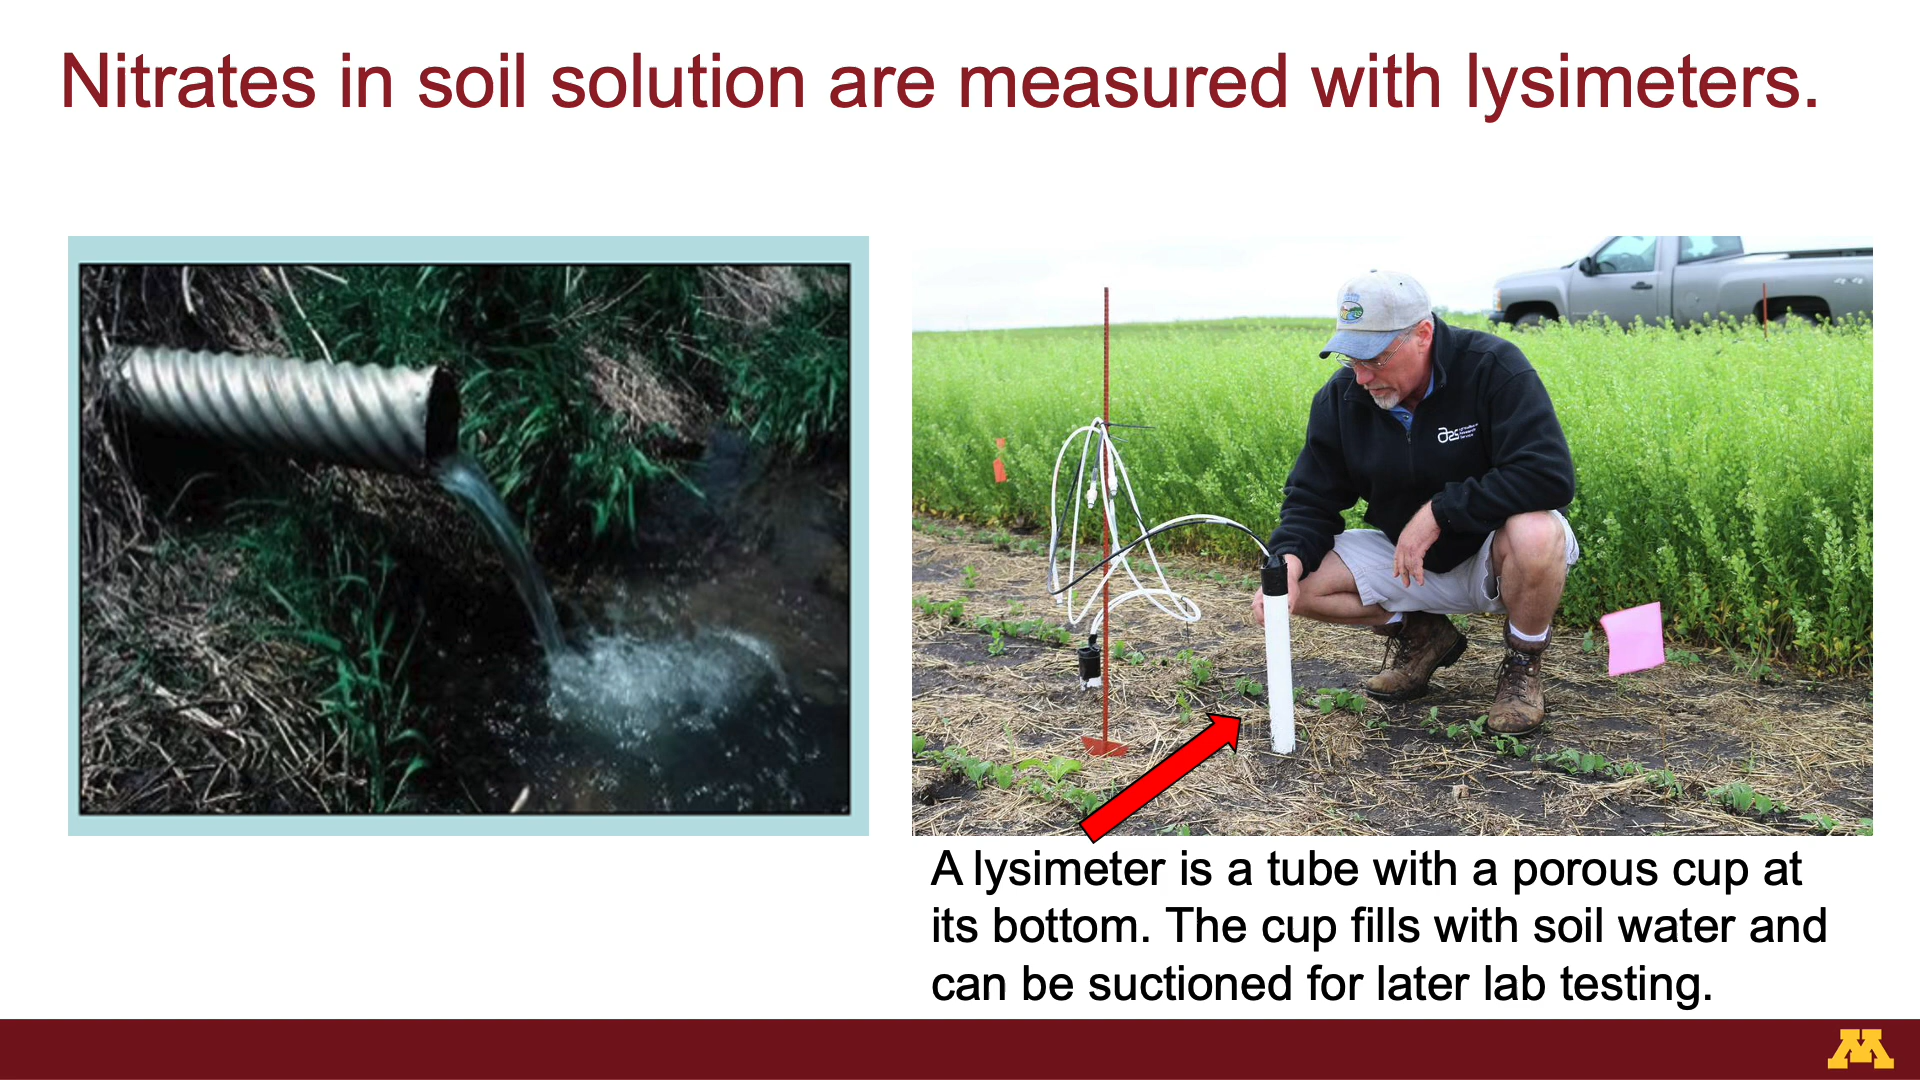 Nitrates in soil solution are measured with lysimeters.
A lysimeter is a tube with a porous cup at
its bottom. The cup fills with soil water and
can be suctioned for later lab testing.